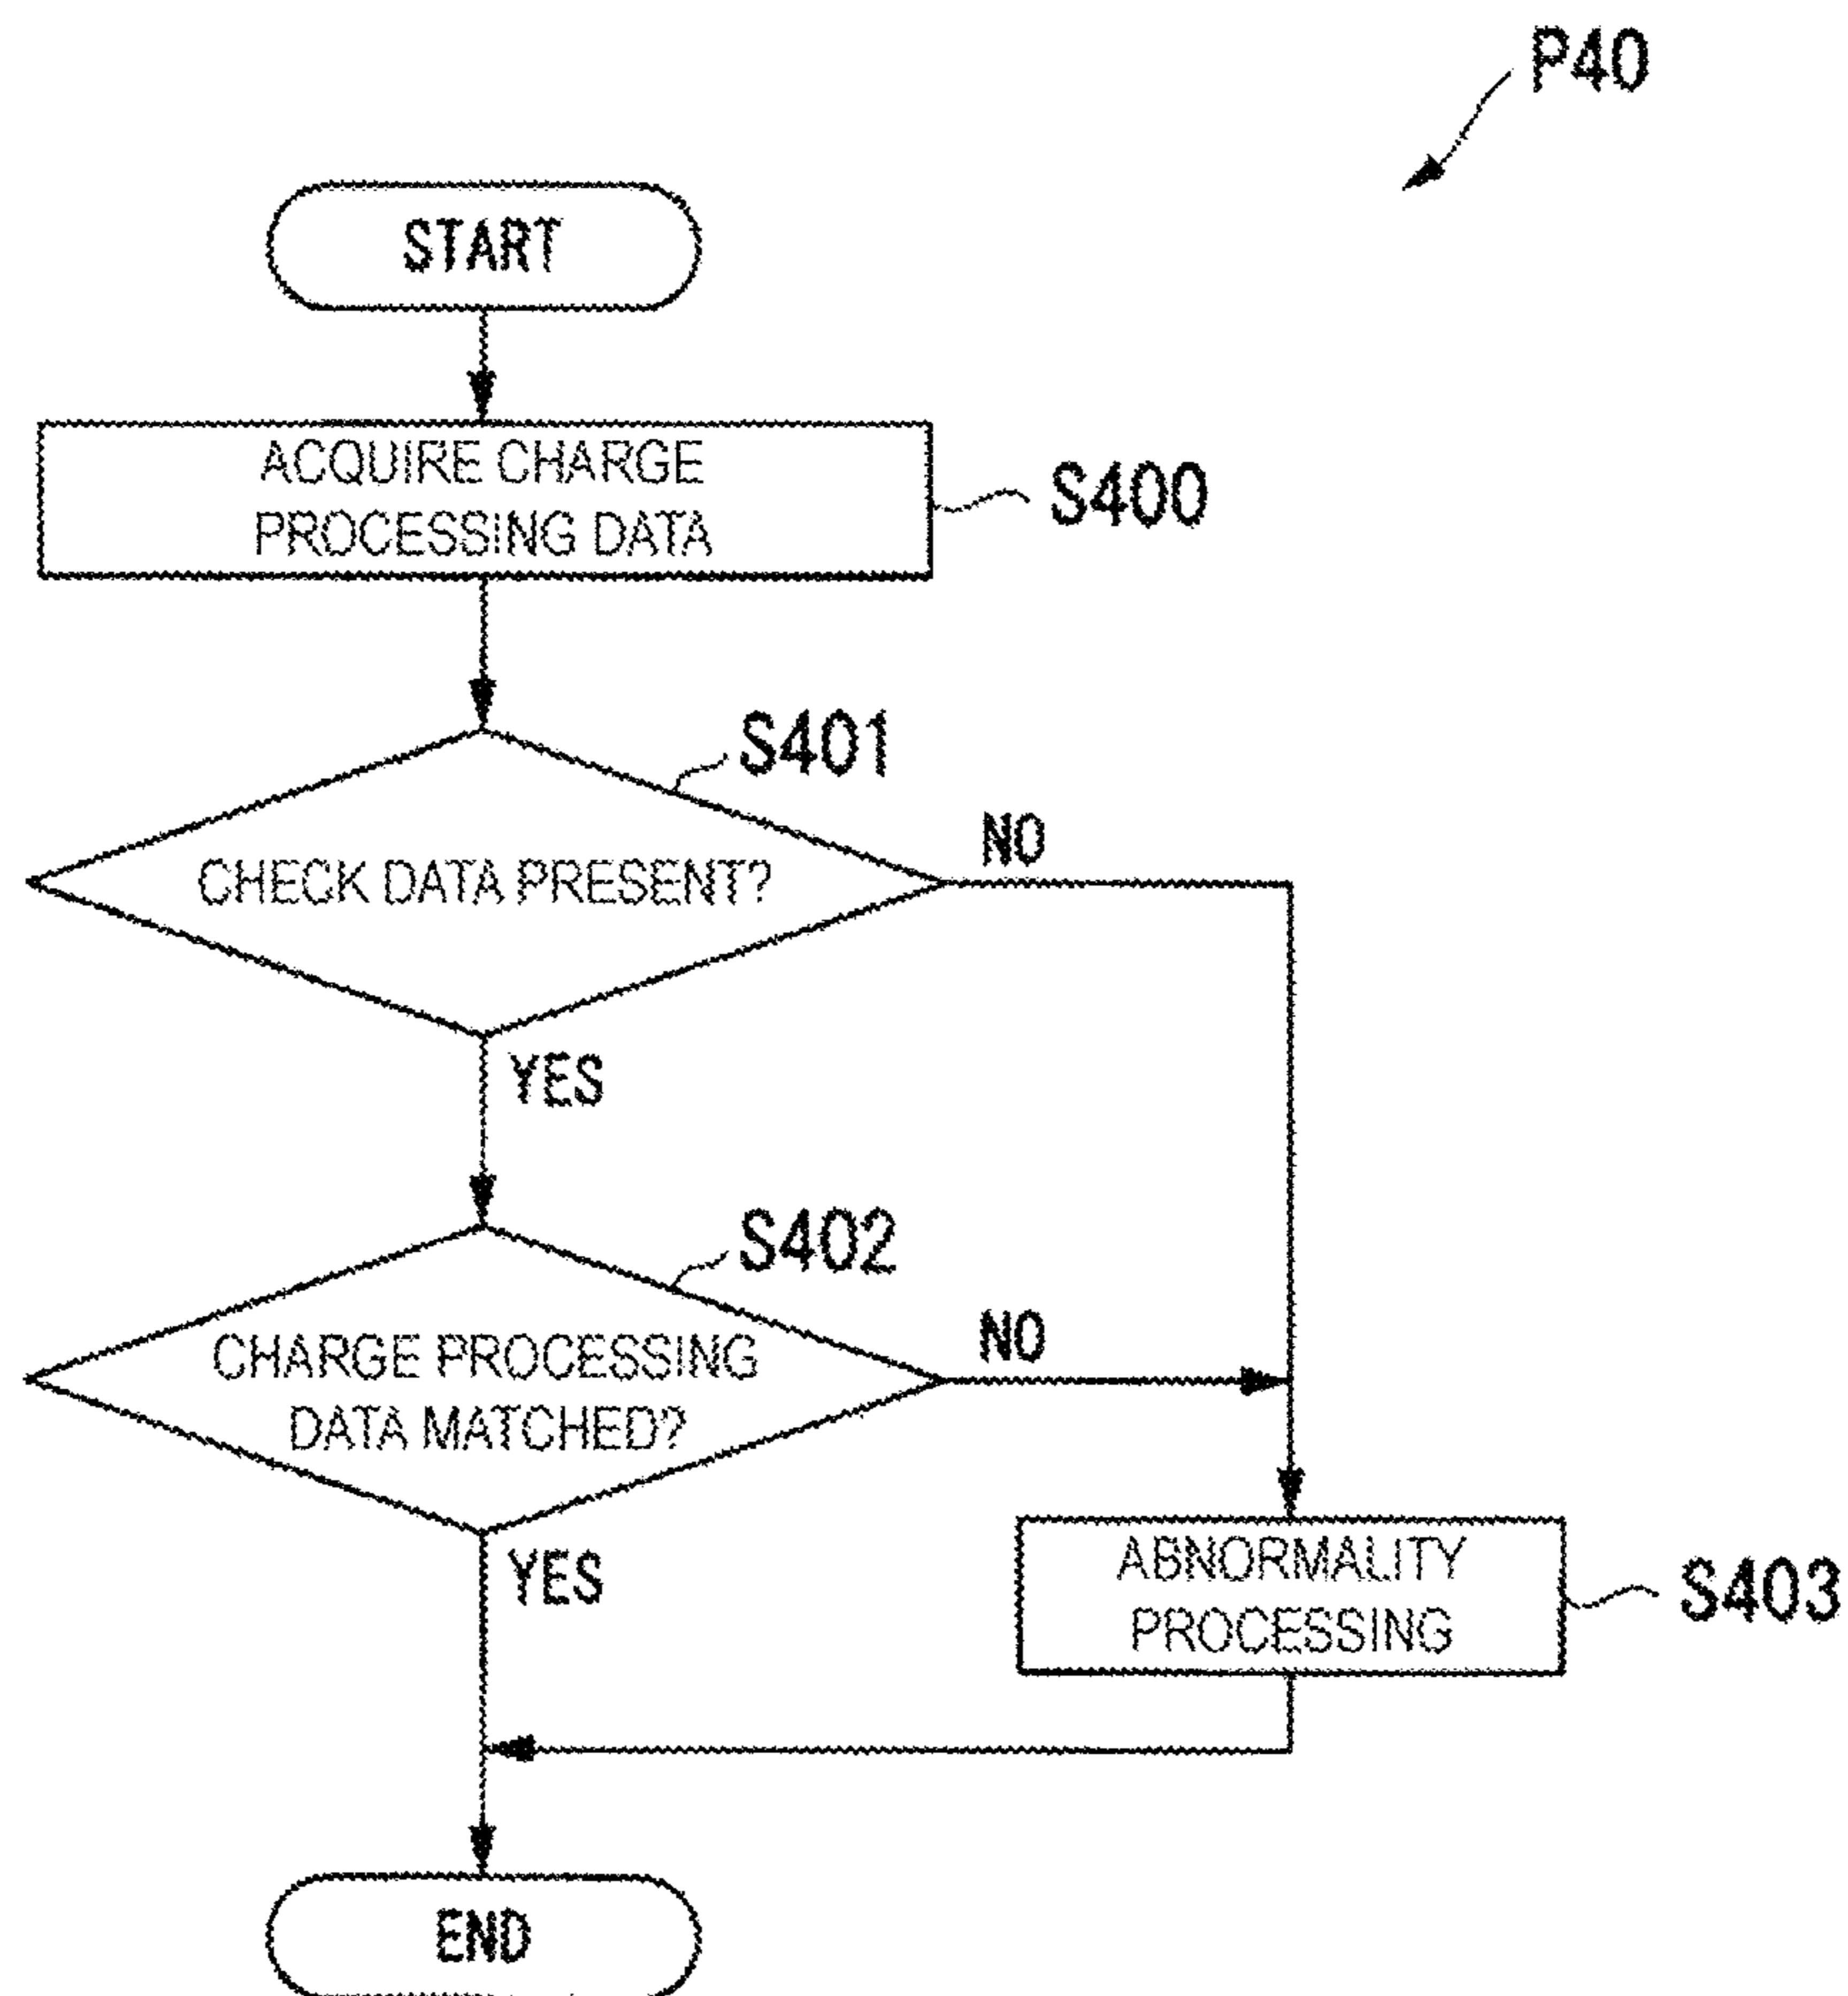 P40
START
ACQUIRE CHARGE
PROCESSING DATA
S400
S401
CHECK DATA PRESENT?
NO
YES
S402
CHARGE PROCESSING
DATA MATCHED?
NO
YES
ABNORMALITY
PROCESSING
S403
END